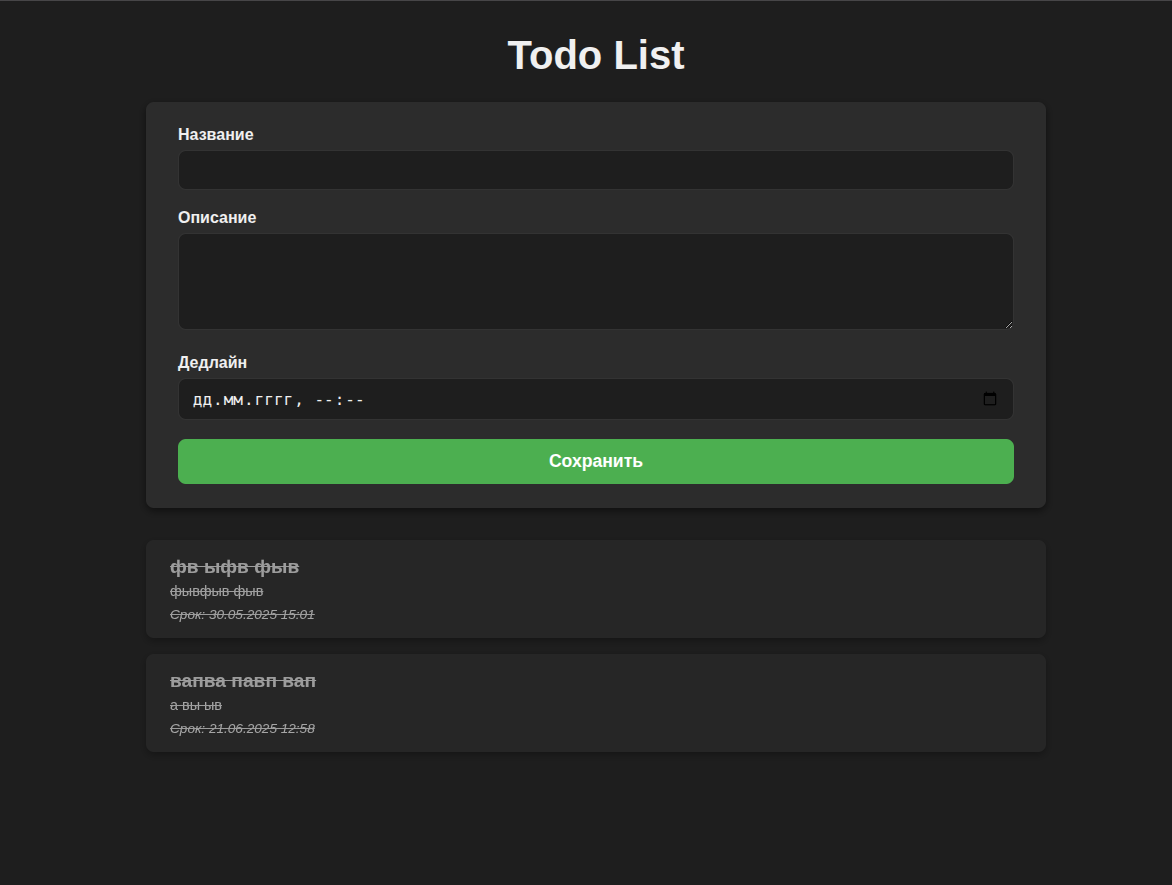 Todo List
Название
Описание
Дедлайн
дд.мм.гггг, --:--
Сохранить
фв ыфв фыв
фывфыв фыв
Срок: 30.05.2025 15:01
вапва павп вап
а вы ыв
Срок: 21.06.2025 12:58